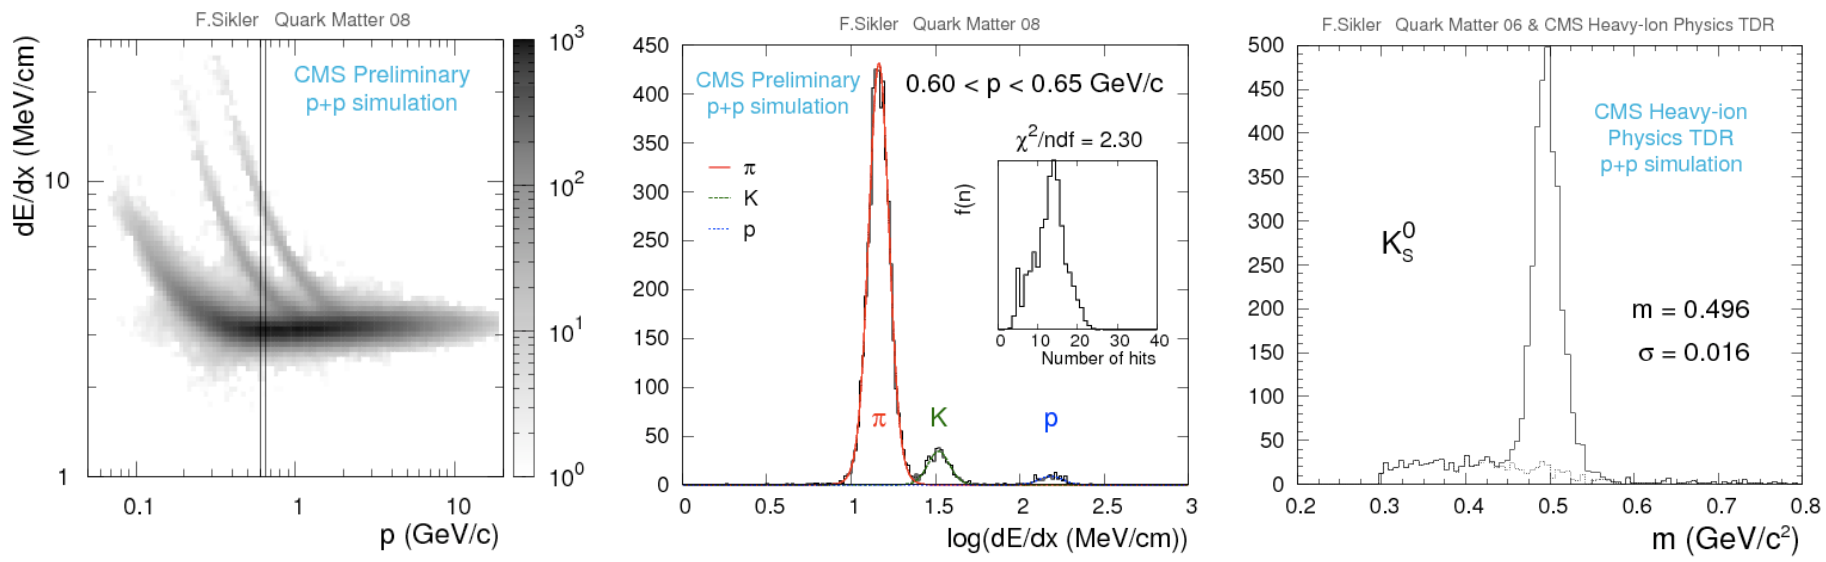 F.Sikler Quark Matter 08
dE/dx (MeV/cm)
10
1
CMS Preliminary
p+p simulation
10³
10²
10¹
10⁰
0.1 1 10
p (GeV/c)
F.Sikler Quark Matter 08
450
400
350
300
250
200
150
100
50
0
CMS Preliminary
p+p simulation
0.60 < p < 0.65 GeV/c
π
K
p
χ²/ndf = 2.30
f(n)
0 10 20 30 40
Number of hits
π K p
0 0.5 1 1.5 2 2.5 3
log(dE/dx (MeV/cm))
F.Sikler Quark Matter 06 & CMS Heavy-Ion Physics TDR
500
450
400
350
300
250
200
150
100
50
0
CMS Heavy-ion
Physics TDR
p+p simulation
K⁰S
m = 0.496
σ = 0.016
0.2 0.3 0.4 0.5 0.6 0.7 0.8
m (GeV/c²)